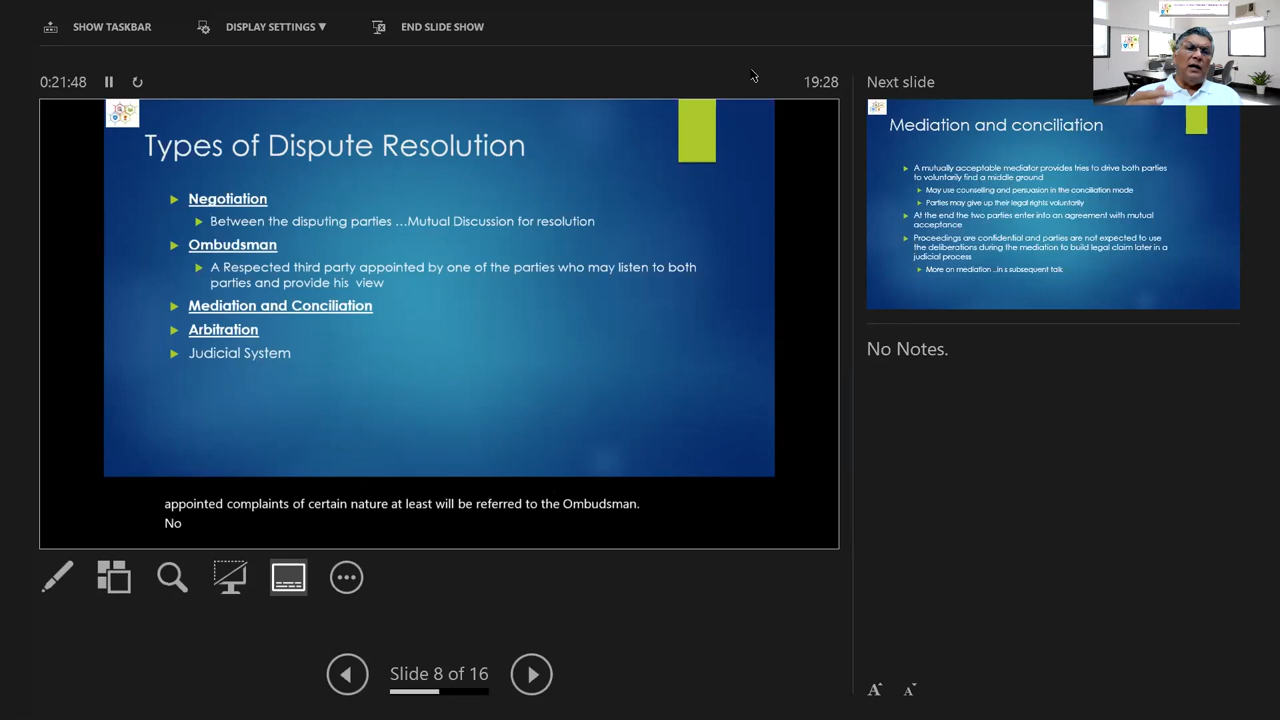 SHOW TASKBAR
DISPLAY SETTINGS ▼
END SLIDE SHOW
0:21:48
19:28
Next slide
Types of Dispute Resolution
Negotiation
Between the disputing parties ...Mutual Discussion for resolution
Ombudsman
A Respected third party appointed by one of the parties who may listen to both
parties and provide his view
Mediation and Conciliation
Arbitration
Judicial System
appointed complaints of certain nature at least will be referred to the Ombudsman.
No
Mediation and conciliation
A mutually acceptable mediator provides tries to drive both parties
to voluntarily find a middle ground
May use counselling and persuasion in the conciliation mode
Parties may give up their legal rights voluntarily
At the end the two parties enter into an agreement with mutual
acceptance
Proceedings are confidential and parties are not expected to use
the deliberations during the mediation to build legal claim later in a
judicial process
More on mediation ..in s subsequent talk
No Notes.
Slide 8 of 16
A
A